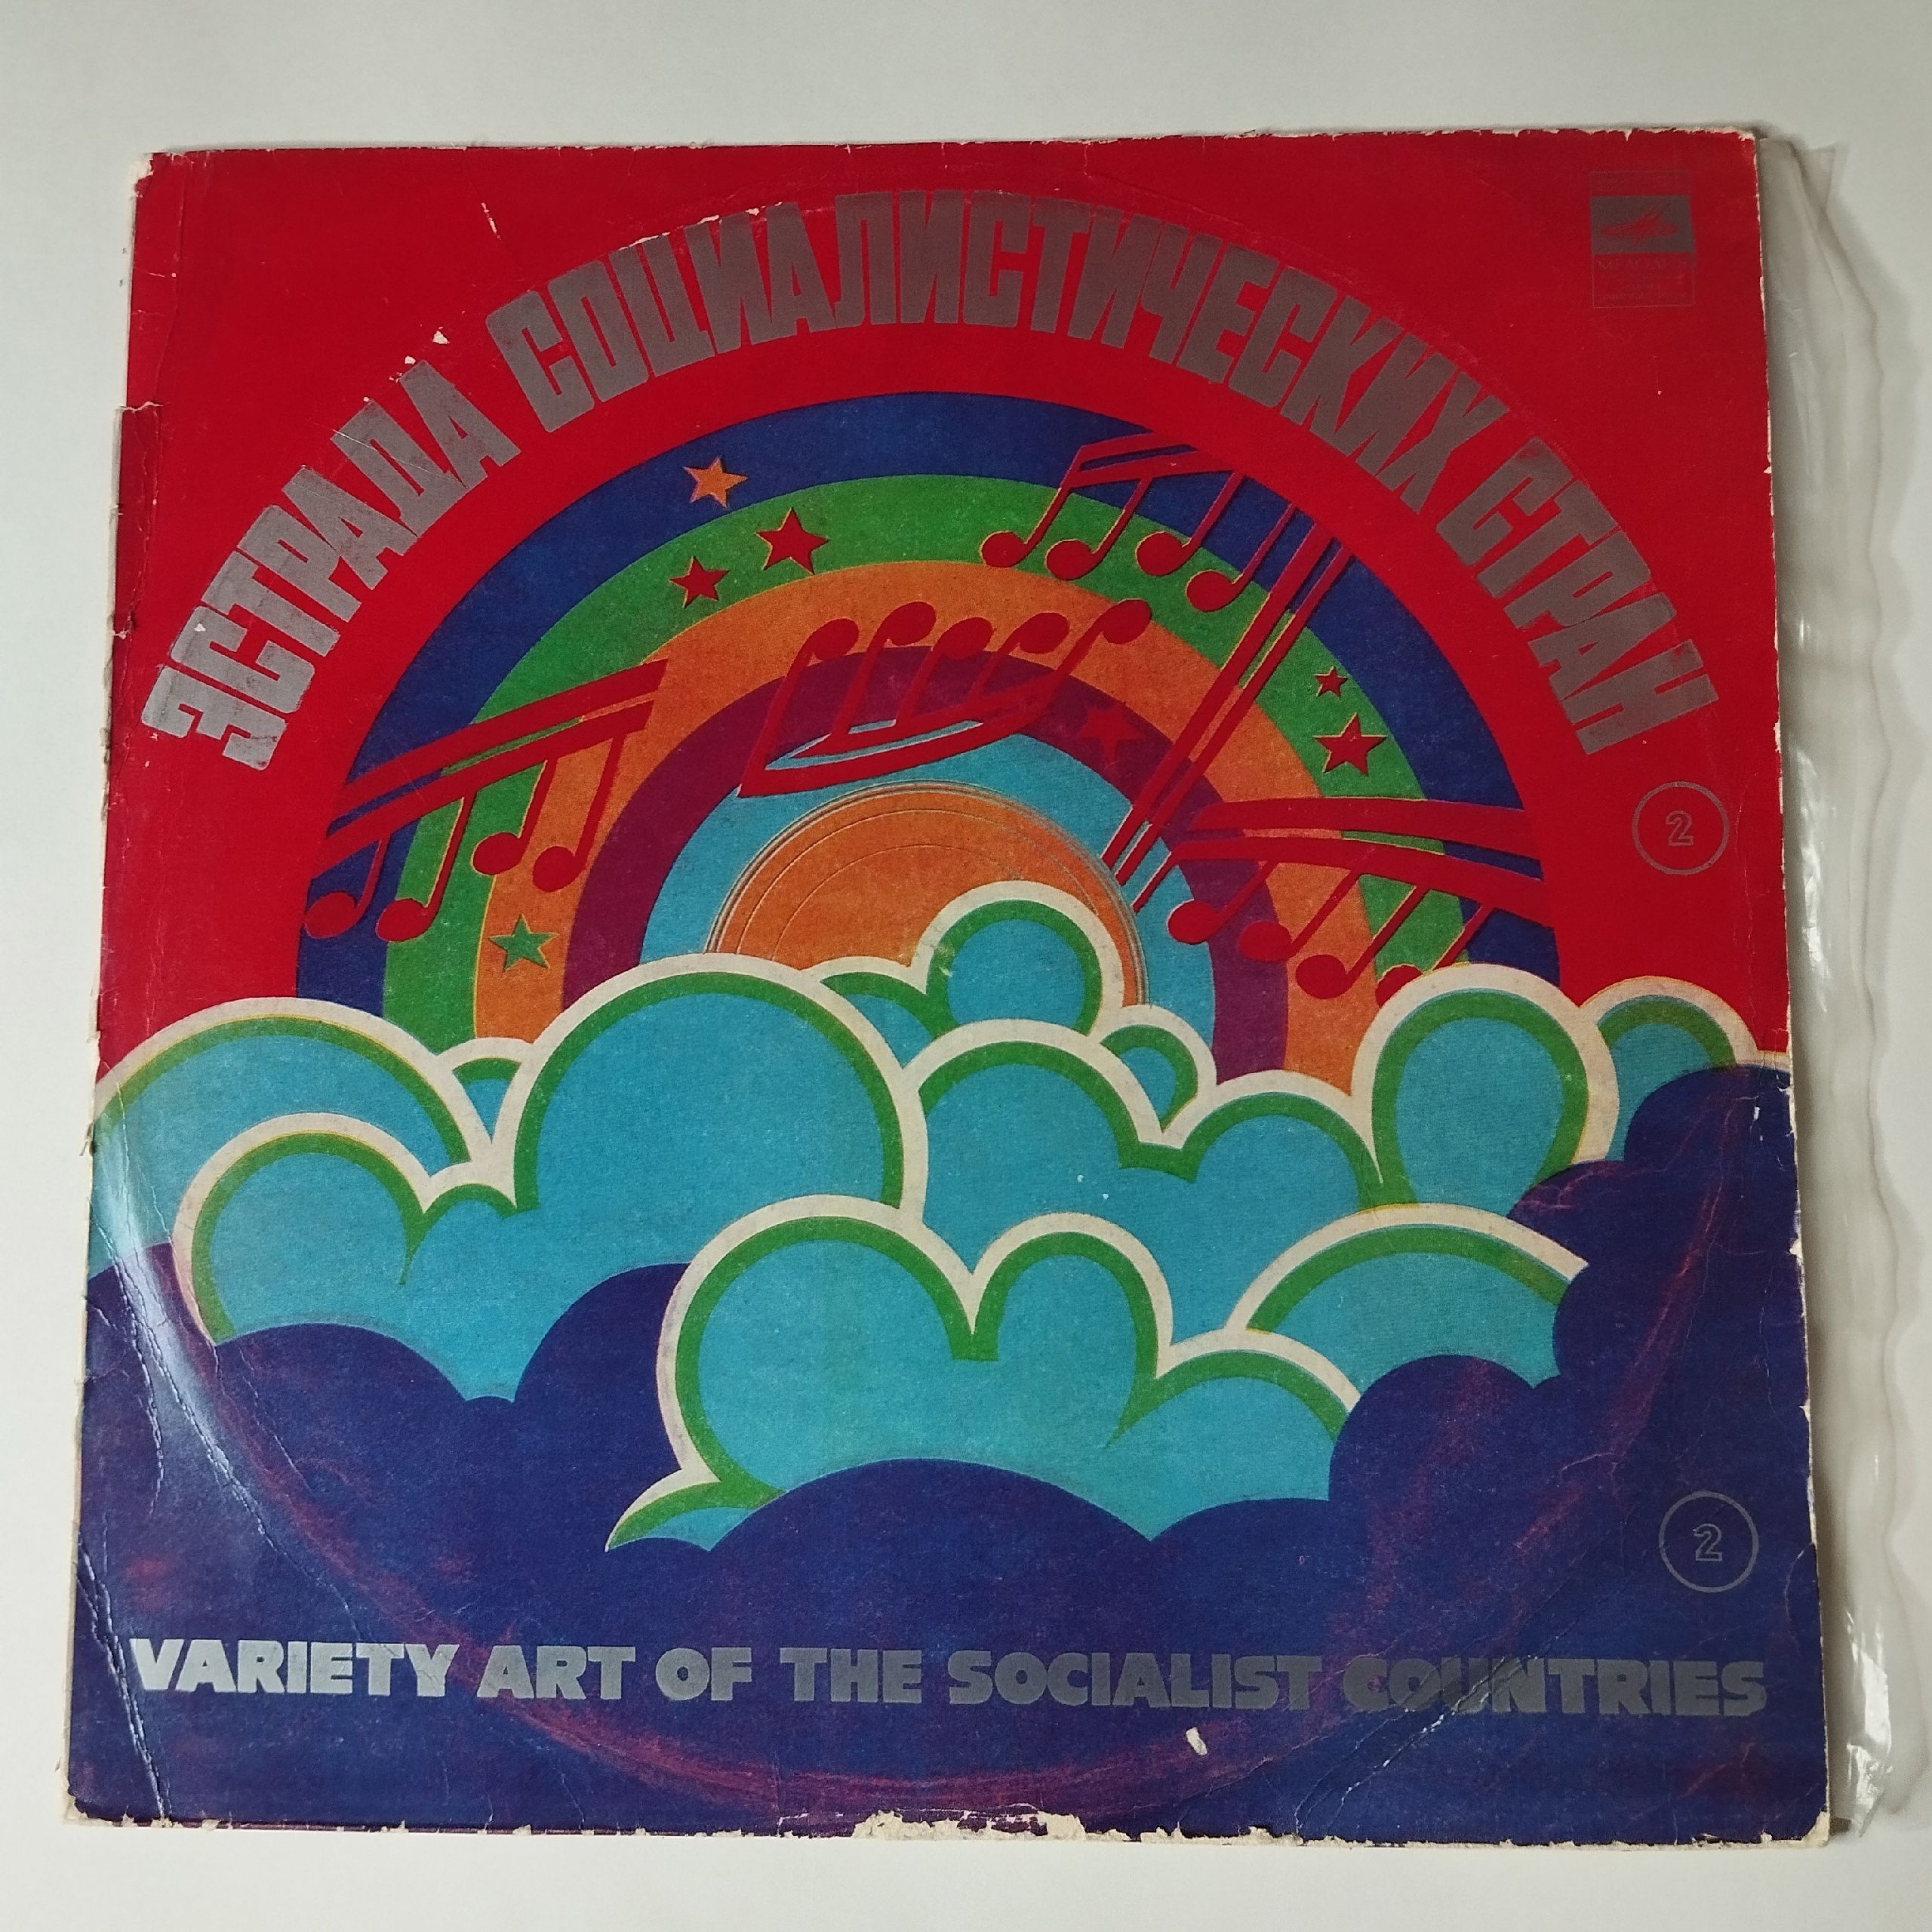 ЭСТРАДА СОЦИАЛИСТИЧЕСКИХ СТРАН
2
2
VARIETY ART OF THE SOCIALIST COUNTRIES